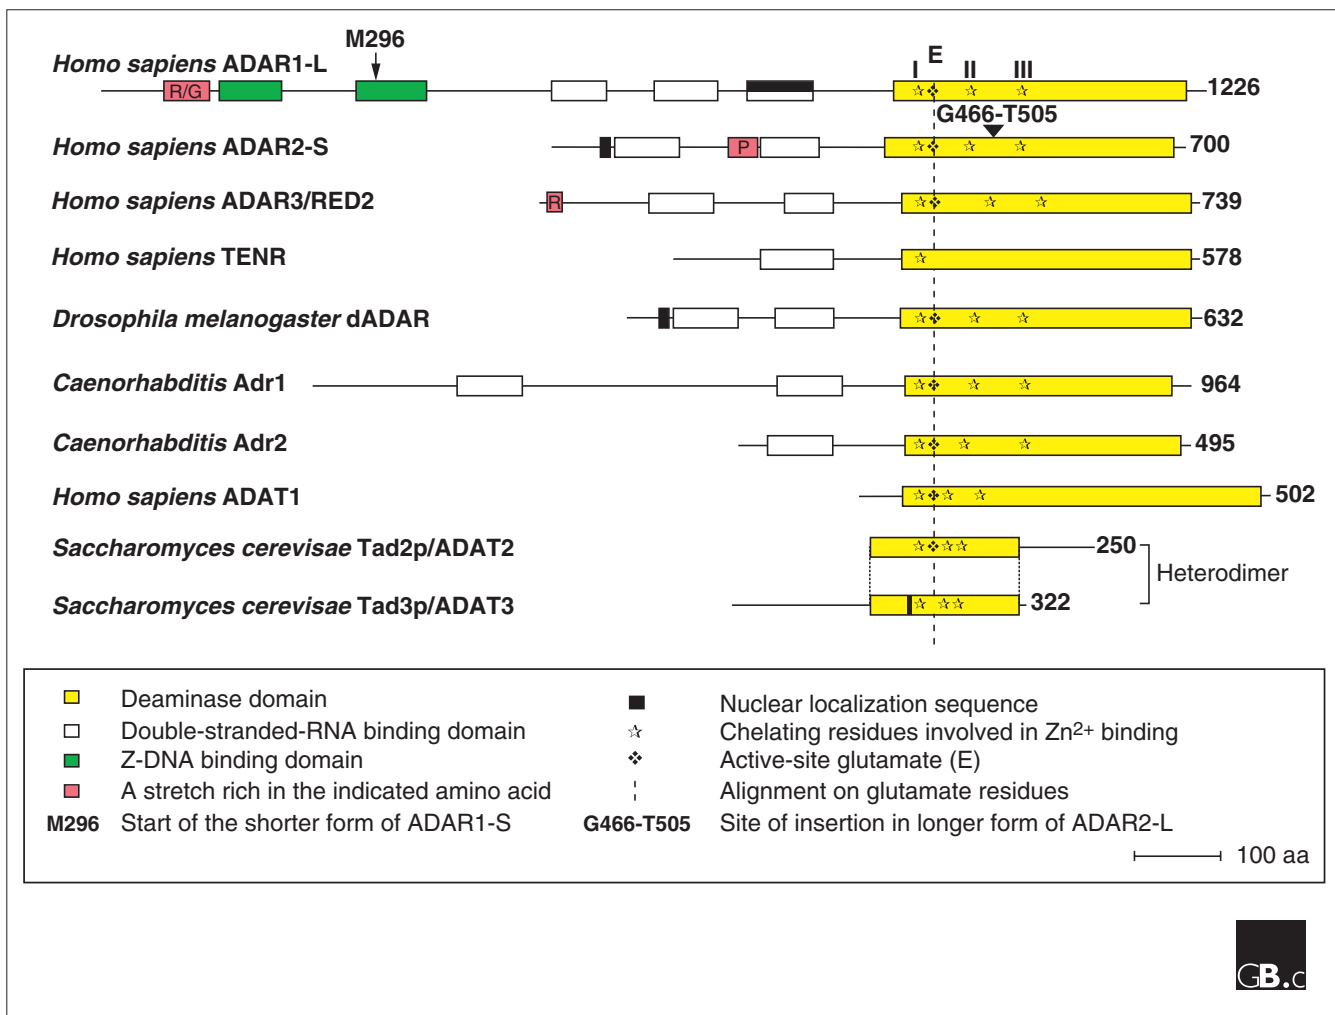 M296
Homo sapiens ADAR1-L
R/G
I E II III
1226
G466-T505
Homo sapiens ADAR2-S
P
700
Homo sapiens ADAR3/RED2
R
739
Homo sapiens TENR
578
Drosophila melanogaster dADAR
632
Caenorhabditis Adr1
964
Caenorhabditis Adr2
495
Homo sapiens ADAT1
502
Saccharomyces cerevisae Tad2p/ADAT2
250
Heterodimer
Saccharomyces cerevisae Tad3p/ADAT3
322
Deaminase domain
Double-stranded-RNA binding domain
Z-DNA binding domain
A stretch rich in the indicated amino acid
M296 Start of the shorter form of ADAR1-S
Nuclear localization sequence
Chelating residues involved in Zn2+ binding
Active-site glutamate (E)
Alignment on glutamate residues
G466-T505 Site of insertion in longer form of ADAR2-L
100 aa
GB.c